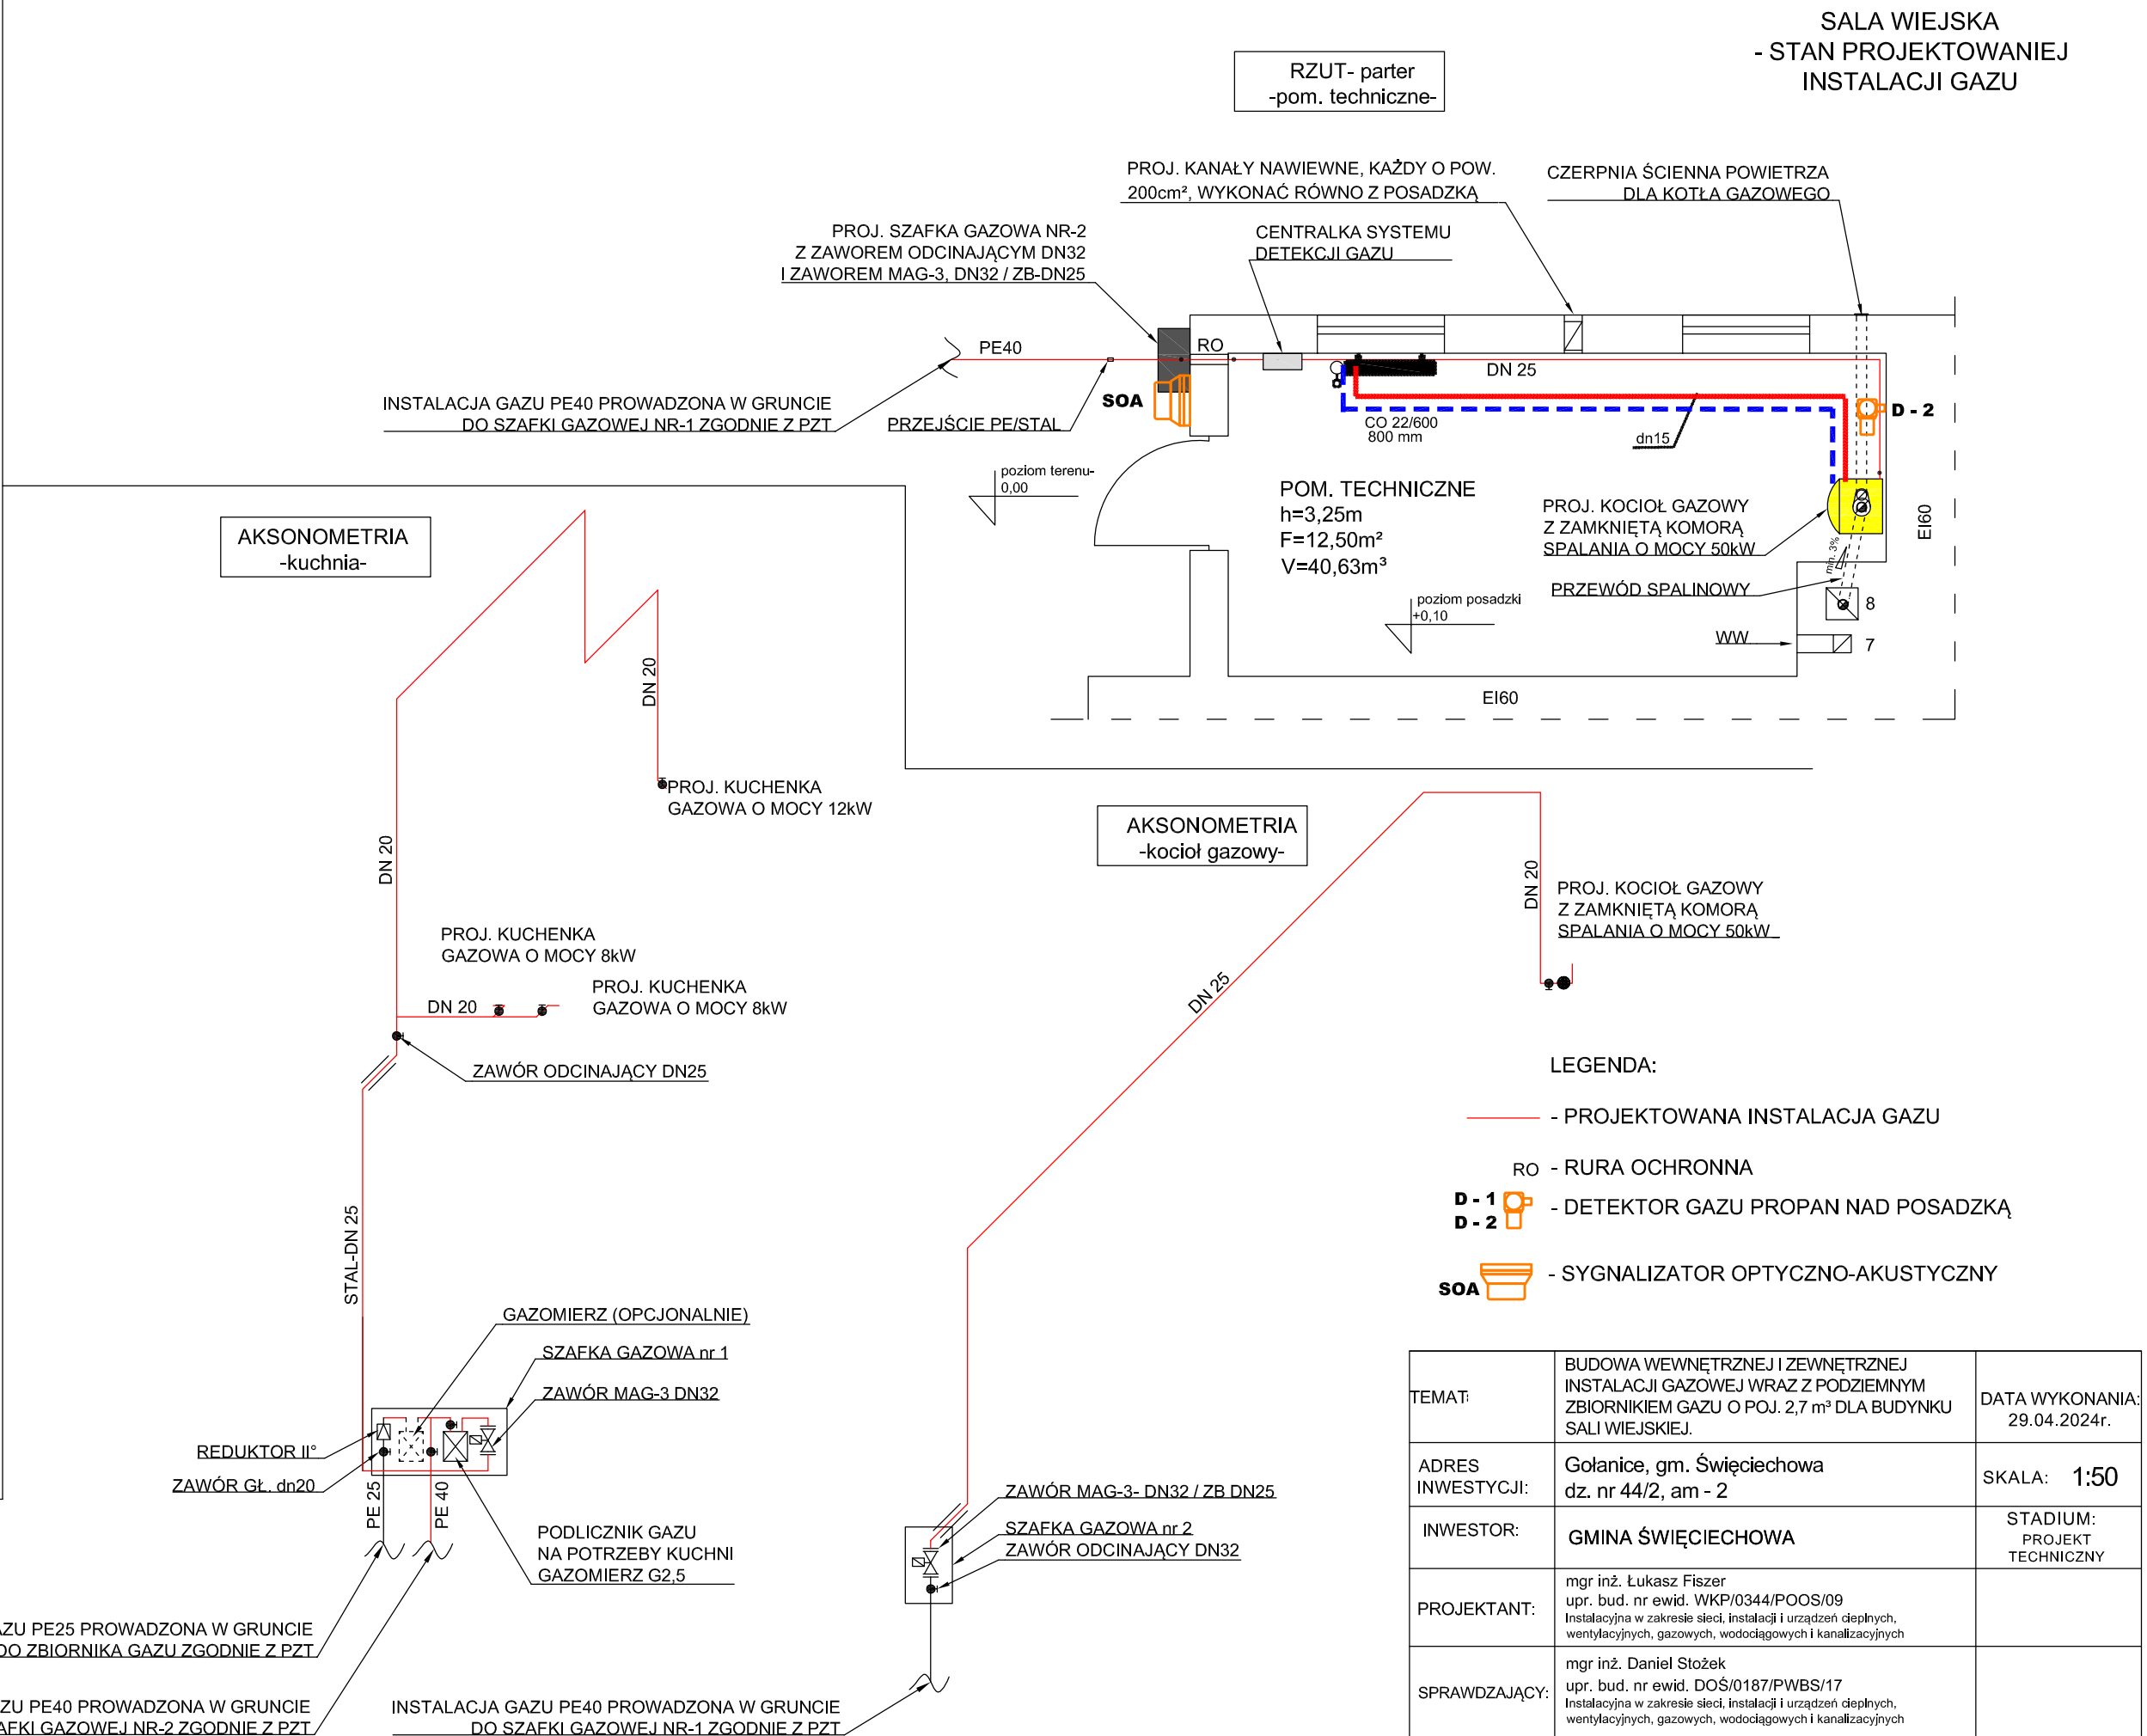 SALA WIEJSKA
- STAN PROJEKTOWANIEJ
INSTALACJI GAZU
RZUT- parter
-pom. techniczne-
PROJ. KANAŁY NAWIEWNE, KAŻDY O POW.
200cm², WYKONAĆ RÓWNO Z POSADZKĄ
CZERPNIA ŚCIENNA POWIETRZA
DLA KOTŁA GAZOWEGO
PROJ. SZAFKA GAZOWA NR-2
Z ZAWOREM ODCINAJĄCYM DN32
I ZAWOREM MAG-3, DN32 / ZB-DN25
CENTRALKA SYSTEMU
DETEKCJI GAZU
PE40
RO
DN 25
INSTALACJA GAZU PE40 PROWADZONA W GRUNCIE
DO SZAFKI GAZOWEJ NR-1 ZGODNIE Z PZT
PRZEJŚCIE PE/STAL
SOA
D - 2
CO 22/600
800 mm
dn15
poziom terenu-
0,00
POM. TECHNICZNE
h=3,25m
F=12,50m²
V=40,63m³
PROJ. KOCIOŁ GAZOWY
Z ZAMKNIĘTĄ KOMORĄ
SPALANIA O MOCY 50kW
EI60
min. 3%
PRZEWÓD SPALINOWY
8
poziom posadzki
+0,10
WW
7
EI60
AKSONOMETRIA
-kuchnia-
DN 20
PROJ. KUCHENKA
GAZOWA O MOCY 12kW
DN 20
PROJ. KUCHENKA
GAZOWA O MOCY 8kW
PROJ. KUCHENKA
GAZOWA O MOCY 8kW
DN 20
ZAWÓR ODCINAJĄCY DN25
STAL-DN 25
GAZOMIERZ (OPCJONALNIE)
SZAFKA GAZOWA nr 1
ZAWÓR MAG-3 DN32
REDUKTOR II°
ZAWÓR GŁ. dn20
PE 25
PE 40
PODLICZNIK GAZU
NA POTRZEBY KUCHNI
GAZOMIERZ G2,5
AZU PE25 PROWADZONA W GRUNCIE
DO ZBIORNIKA GAZU ZGODNIE Z PZT
ZU PE40 PROWADZONA W GRUNCIE
AFKI GAZOWEJ NR-2 ZGODNIE Z PZT
AKSONOMETRIA
-kocioł gazowy-
DN 20
PROJ. KOCIOŁ GAZOWY
Z ZAMKNIĘTĄ KOMORĄ
SPALANIA O MOCY 50kW
DN 25
ZAWÓR MAG-3- DN32 / ZB DN25
SZAFKA GAZOWA nr 2
ZAWÓR ODCINAJĄCY DN32
INSTALACJA GAZU PE40 PROWADZONA W GRUNCIE
DO SZAFKI GAZOWEJ NR-1 ZGODNIE Z PZT
LEGENDA:
- PROJEKTOWANA INSTALACJA GAZU
RO - RURA OCHRONNA
D - 1
D - 2
- DETEKTOR GAZU PROPAN NAD POSADZKĄ
SOA - SYGNALIZATOR OPTYCZNO-AKUSTYCZNY
TEMAT:
BUDOWA WEWNĘTRZNEJ I ZEWNĘTRZNEJ
INSTALACJI GAZOWEJ WRAZ Z PODZIEMNYM
ZBIORNIKIEM GAZU O POJ. 2,7 m³ DLA BUDYNKU
SALI WIEJSKIEJ.
DATA WYKONANIA:
29.04.2024r.
ADRES
INWESTYCJI:
Gołanice, gm. Święciechowa
dz. nr 44/2, am - 2
SKALA: 1:50
INWESTOR:
GMINA ŚWIĘCIECHOWA
STADIUM:
PROJEKT
TECHNICZNY
PROJEKTANT:
mgr inż. Łukasz Fiszer
upr. bud. nr ewid. WKP/0344/POOS/09
Instalacyjna w zakresie sieci, instalacji i urządzeń cieplnych,
wentylacyjnych, gazowych, wodociągowych i kanalizacyjnych
SPRAWDZAJĄCY:
mgr inż. Daniel Stożek
upr. bud. nr ewid. DOŚ/0187/PWBS/17
Instalacyjna w zakresie sieci, instalacji i urządzeń cieplnych,
wentylacyjnych, gazowych, wodociągowych i kanalizacyjnych